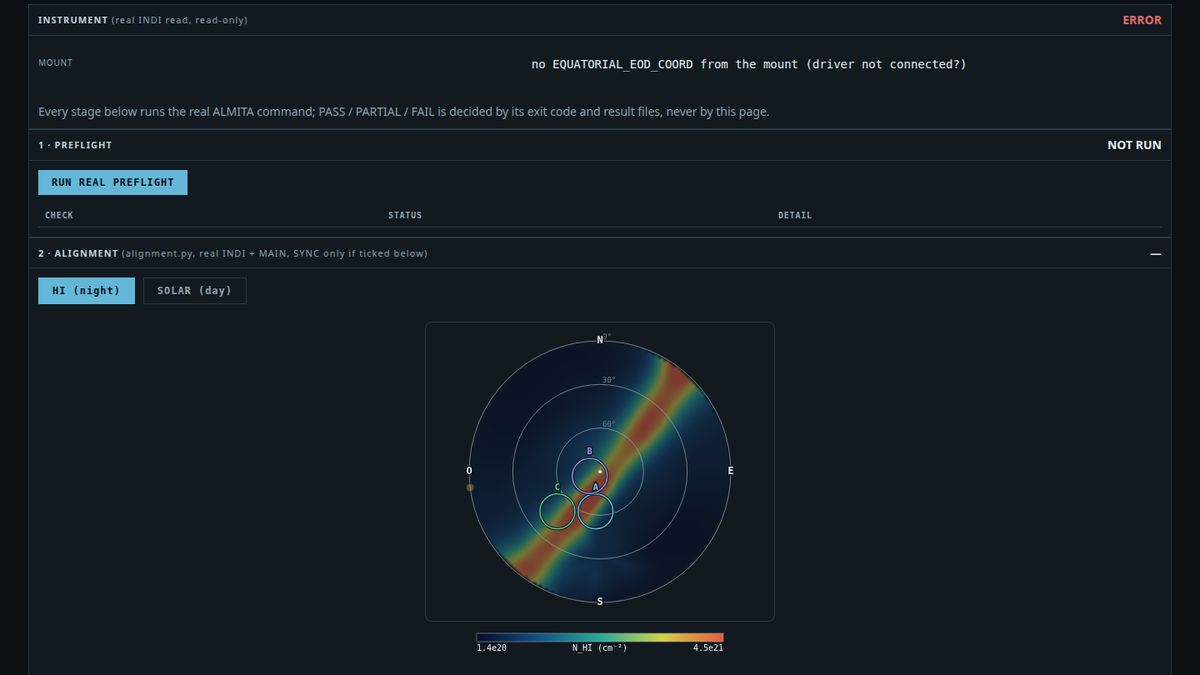 INSTRUMENT (real INDI read, read-only) ERROR
MOUNT no EQUATORIAL_EOD_COORD from the mount (driver not connected?)
Every stage below runs the real ALMITA command; PASS / PARTIAL / FAIL is decided by its exit code and result files, never by this page.
1 · PREFLIGHT NOT RUN
RUN REAL PREFLIGHT
CHECK STATUS DETAIL
2 · ALIGNMENT (alignment.py, real INDI + MAIN, SYNC only if ticked below) —
HI (night) SOLAR (day)
N
30°
60°
B
O E
C A
S
1.4e20 N_HI (cm⁻²) 4.5e21